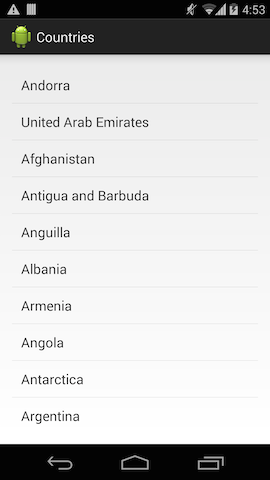 4:53
Countries
Andorra
United Arab Emirates
Afghanistan
Antigua and Barbuda
Anguilla
Albania
Armenia
Angola
Antarctica
Argentina